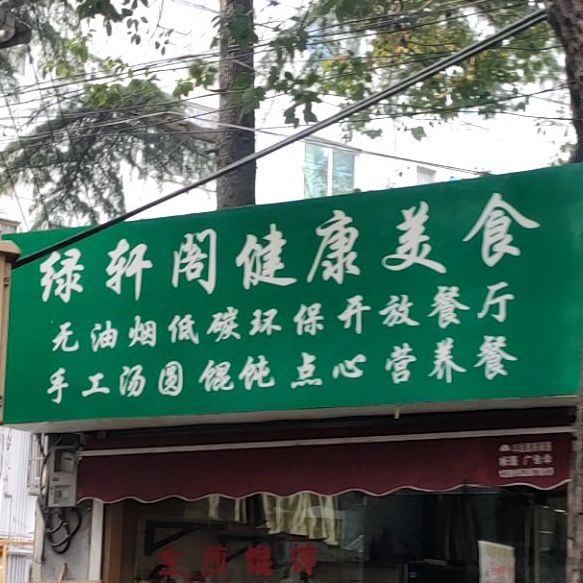 绿轩阁健康美食
无油烟低碳环保开放餐厅
手工汤圆 馄饨 点心 营养餐